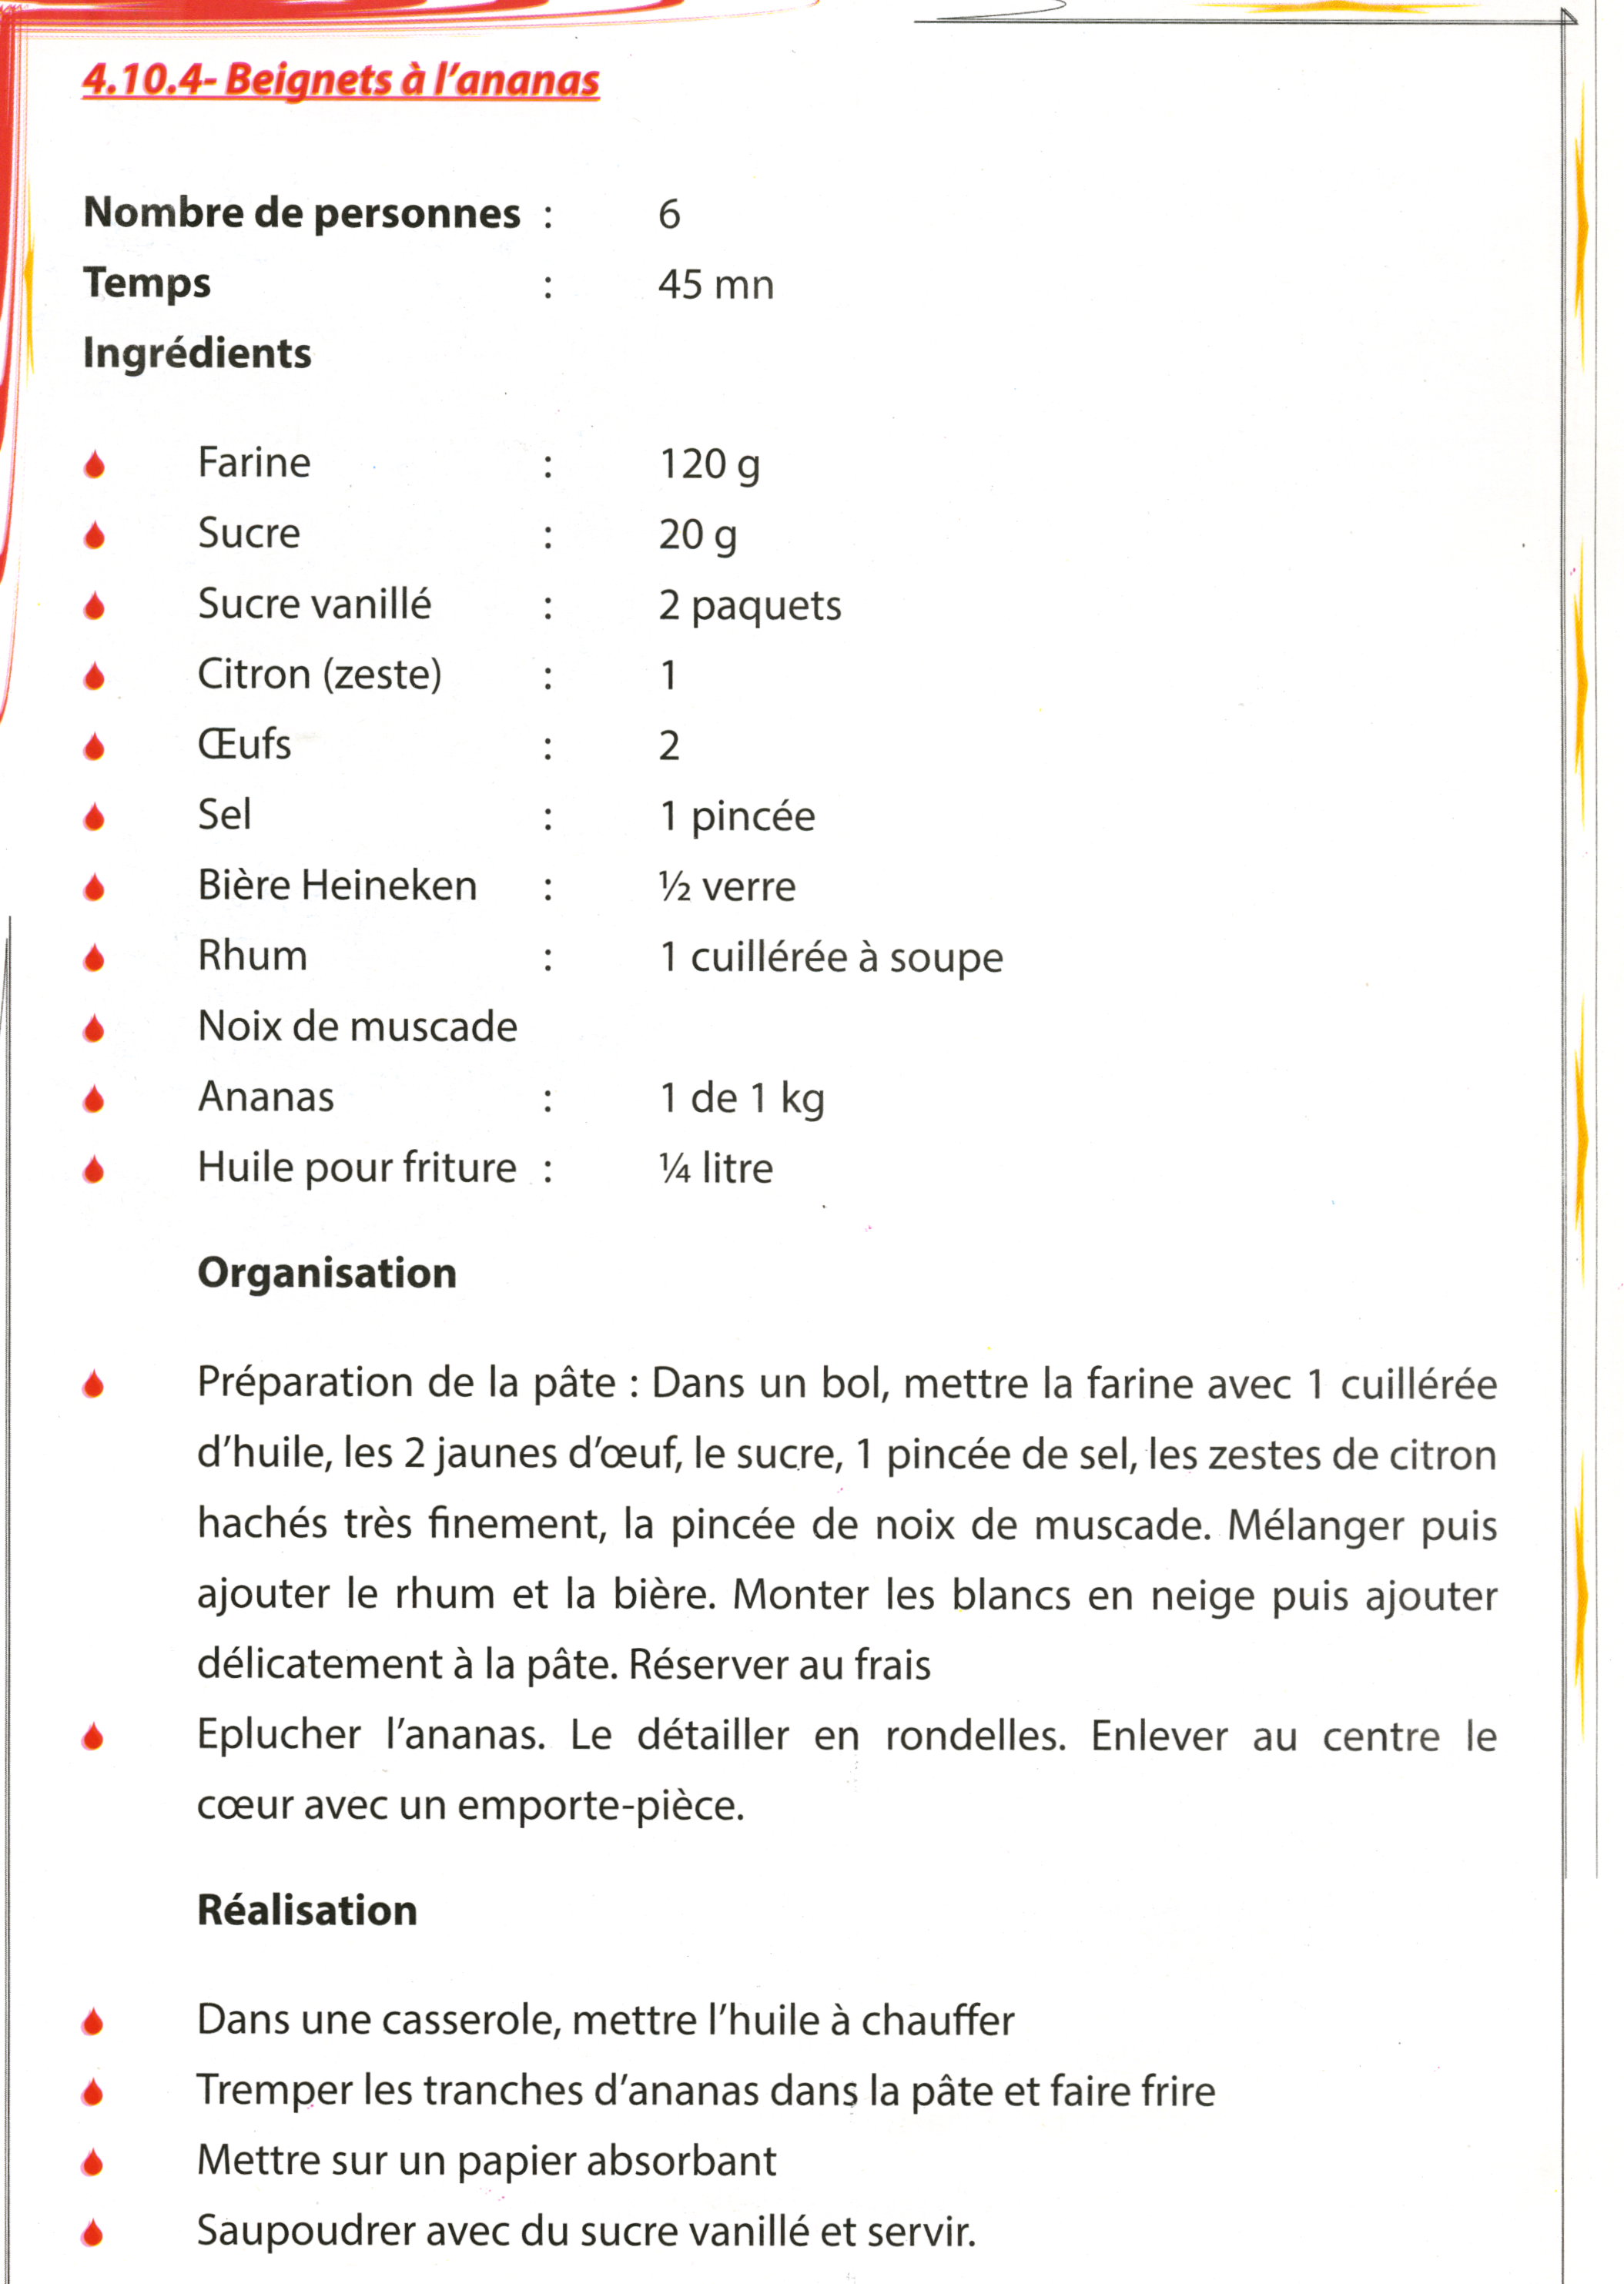 4.10.4- Beignets à l’ananas
Nombre de personnes : 6
Temps : 45 mn
Ingrédients
Farine : 120 g
Sucre : 20 g
Sucre vanillé : 2 paquets
Citron (zeste) : 1
Œufs : 2
Sel : 1 pincée
Bière Heineken : ½ verre
Rhum : 1 cuillérée à soupe
Noix de muscade
Ananas : 1 de 1 kg
Huile pour friture : ¼ litre
Organisation
Préparation de la pâte : Dans un bol, mettre la farine avec 1 cuillérée
d’huile, les 2 jaunes d’œuf, le sucre, 1 pincée de sel, les zestes de citron
hachés très finement, la pincée de noix de muscade. Mélanger puis
ajouter le rhum et la bière. Monter les blancs en neige puis ajouter
délicatement à la pâte. Réserver au frais
Eplucher l’ananas. Le détailler en rondelles. Enlever au centre le
cœur avec un emporte-pièce.
Réalisation
Dans une casserole, mettre l’huile à chauffer
Tremper les tranches d’ananas dans la pâte et faire frire
Mettre sur un papier absorbant
Saupoudrer avec du sucre vanillé et servir.